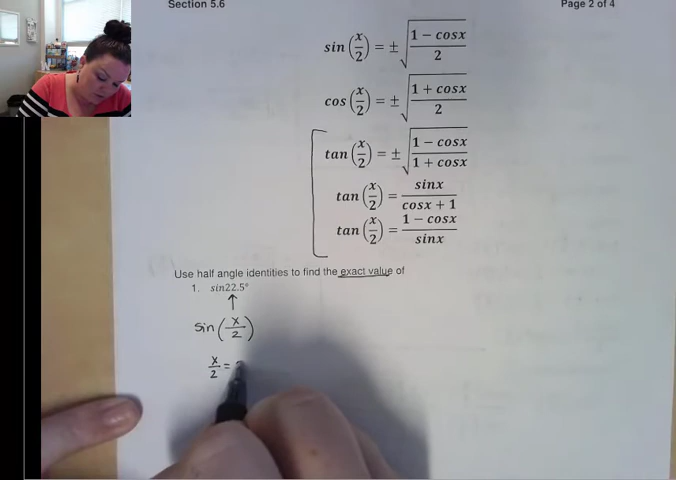 Section 5.6 Page 2 of 4
sin(x/2) = ±√((1 − cosx)/2)
cos(x/2) = ±√((1 + cosx)/2)
tan(x/2) = ±√((1 − cosx)/(1 + cosx))
tan(x/2) = sinx/(cosx + 1)
tan(x/2) = (1 − cosx)/sinx
Use half angle identities to find the exact value of
1. sin22.5°
sin(x/2)
x/2 =